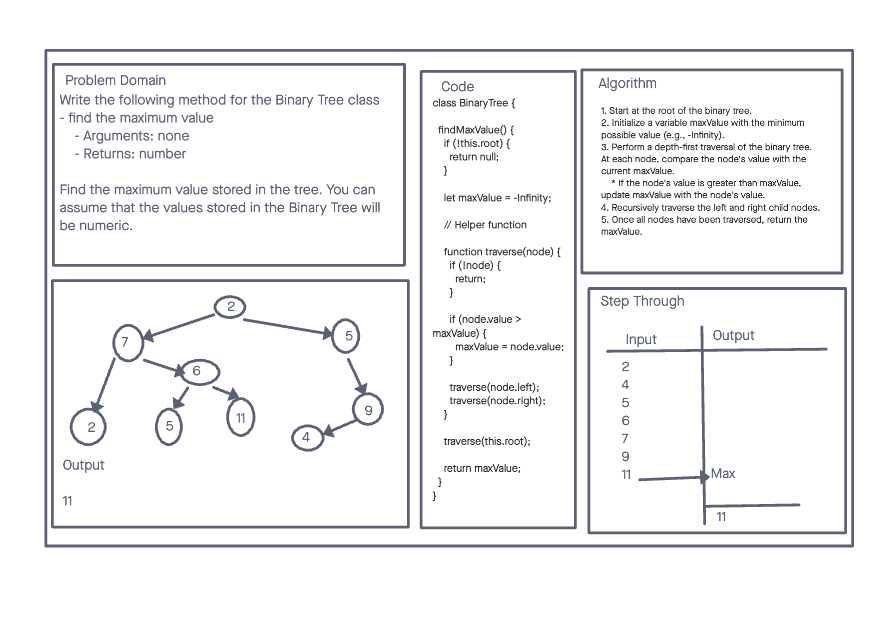 Problem Domain
Write the following method for the Binary Tree class
- find the maximum value
- Arguments: none
- Returns: number
Find the maximum value stored in the tree. You can
assume that the values stored in the Binary Tree will
be numeric.
2
7
5
6
2
5
11
9
4
Output
11
Code
class BinaryTree {
findMaxValue() {
if (!this.root) {
return null;
}
let maxValue = -Infinity;
// Helper function
function traverse(node) {
if (!node) {
return;
}
if (node.value >
maxValue) {
maxValue = node.value;
}
traverse(node.left);
traverse(node.right);
}
traverse(this.root);
return maxValue;
}
}
Algorithm
1. Start at the root of the binary tree.
2. Initialize a variable maxValue with the minimum
possible value (e.g., -Infinity).
3. Perform a depth-first traversal of the binary tree.
At each node, compare the node's value with the
current maxValue.
* If the node's value is greater than maxValue,
update maxValue with the node's value.
4. Recursively traverse the left and right child nodes.
5. Once all nodes have been traversed, return the
maxValue.
Step Through
Input
Output
2
4
5
6
7
9
11
Max
11